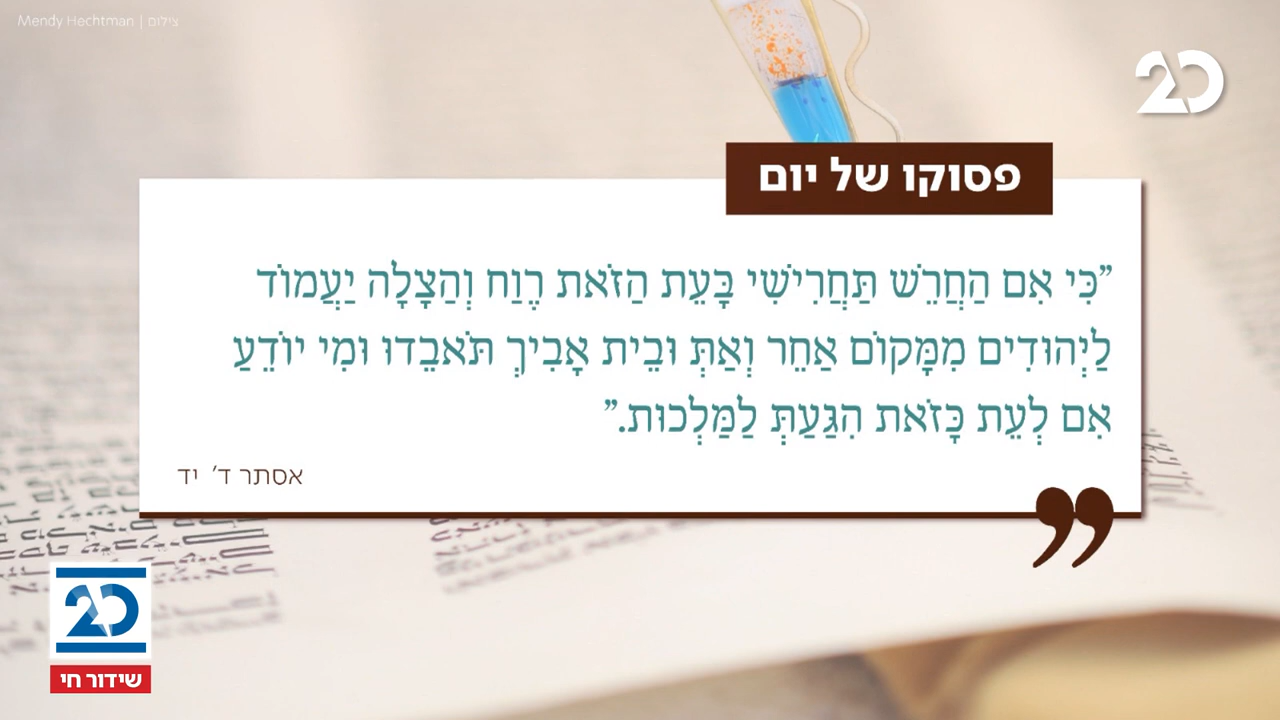 Mendy Hechtman | צילום
20
פסוקו של יום
"כִּי אִם הַחֲרֵשׁ תַּחֲרִישִׁי בָּעֵת הַזֹּאת רֶוַח וְהַצָּלָה יַעֲמוֹד
לַיְּהוּדִים מִמָּקוֹם אַחֵר וְאַתְּ וּבֵית אָבִיךְ תֹּאבֵדוּ וּמִי יוֹדֵעַ
אִם לְעֵת כָּזֹאת הִגַּעַתְּ לַמַּלְכוּת."
אסתר ד' יד
20
שידור חי